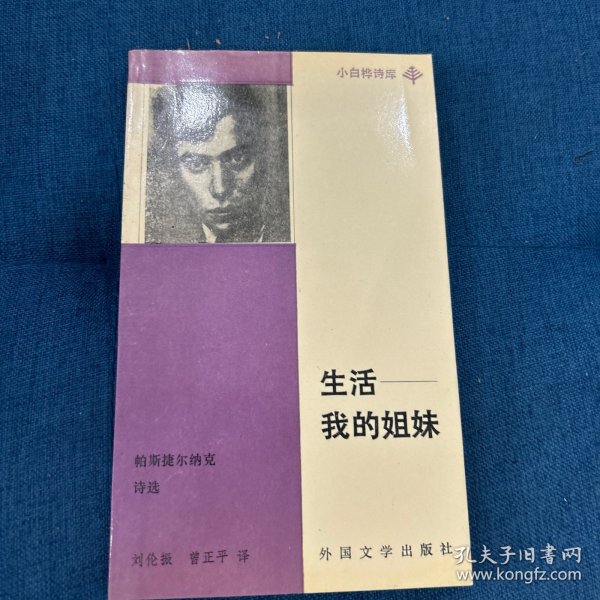 小白桦诗库
生活——
我的姐妹
帕斯捷尔纳克
诗选
刘伦振 曾正平 译
外国文学出版社
孔夫子旧书网
www.kongfz.com